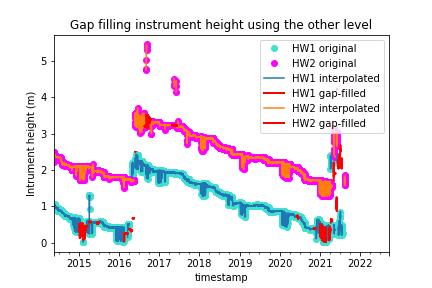 Gap filling instrument height using the other level
HW1 original
HW2 original
HW1 interpolated
HW1 gap-filled
HW2 interpolated
HW2 gap-filled
Intrument height (m)
5
4
3
2
1
0
2015 2016 2017 2018 2019 2020 2021 2022
timestamp